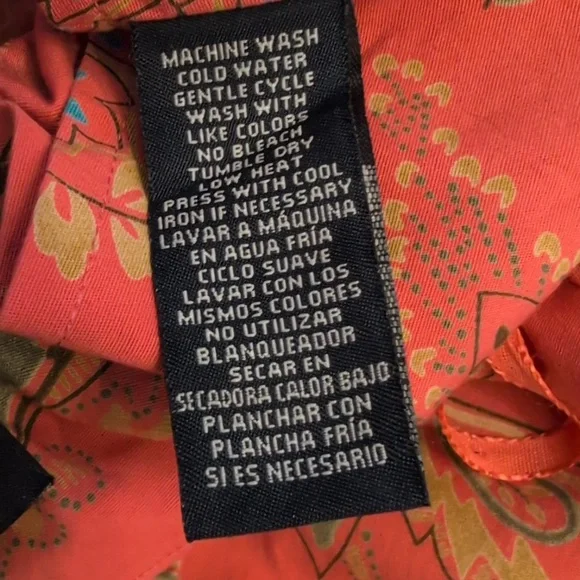 MACHINE WASH
COLD WATER
GENTLE CYCLE
WASH WITH
LIKE COLORS
NO BLEACH
TUMBLE DRY
LOW HEAT
PRESS WITH COOL
IRON IF NECESSARY
LAVAR A MÁQUINA
EN AGUA FRÍA
CICLO SUAVE
LAVAR CON LOS
MISMOS COLORES
NO UTILIZAR
BLANQUEADOR
SECAR EN
SECADORA CALOR BAJO
PLANCHAR CON
PLANCHA FRÍA
SI ES NECESARIO